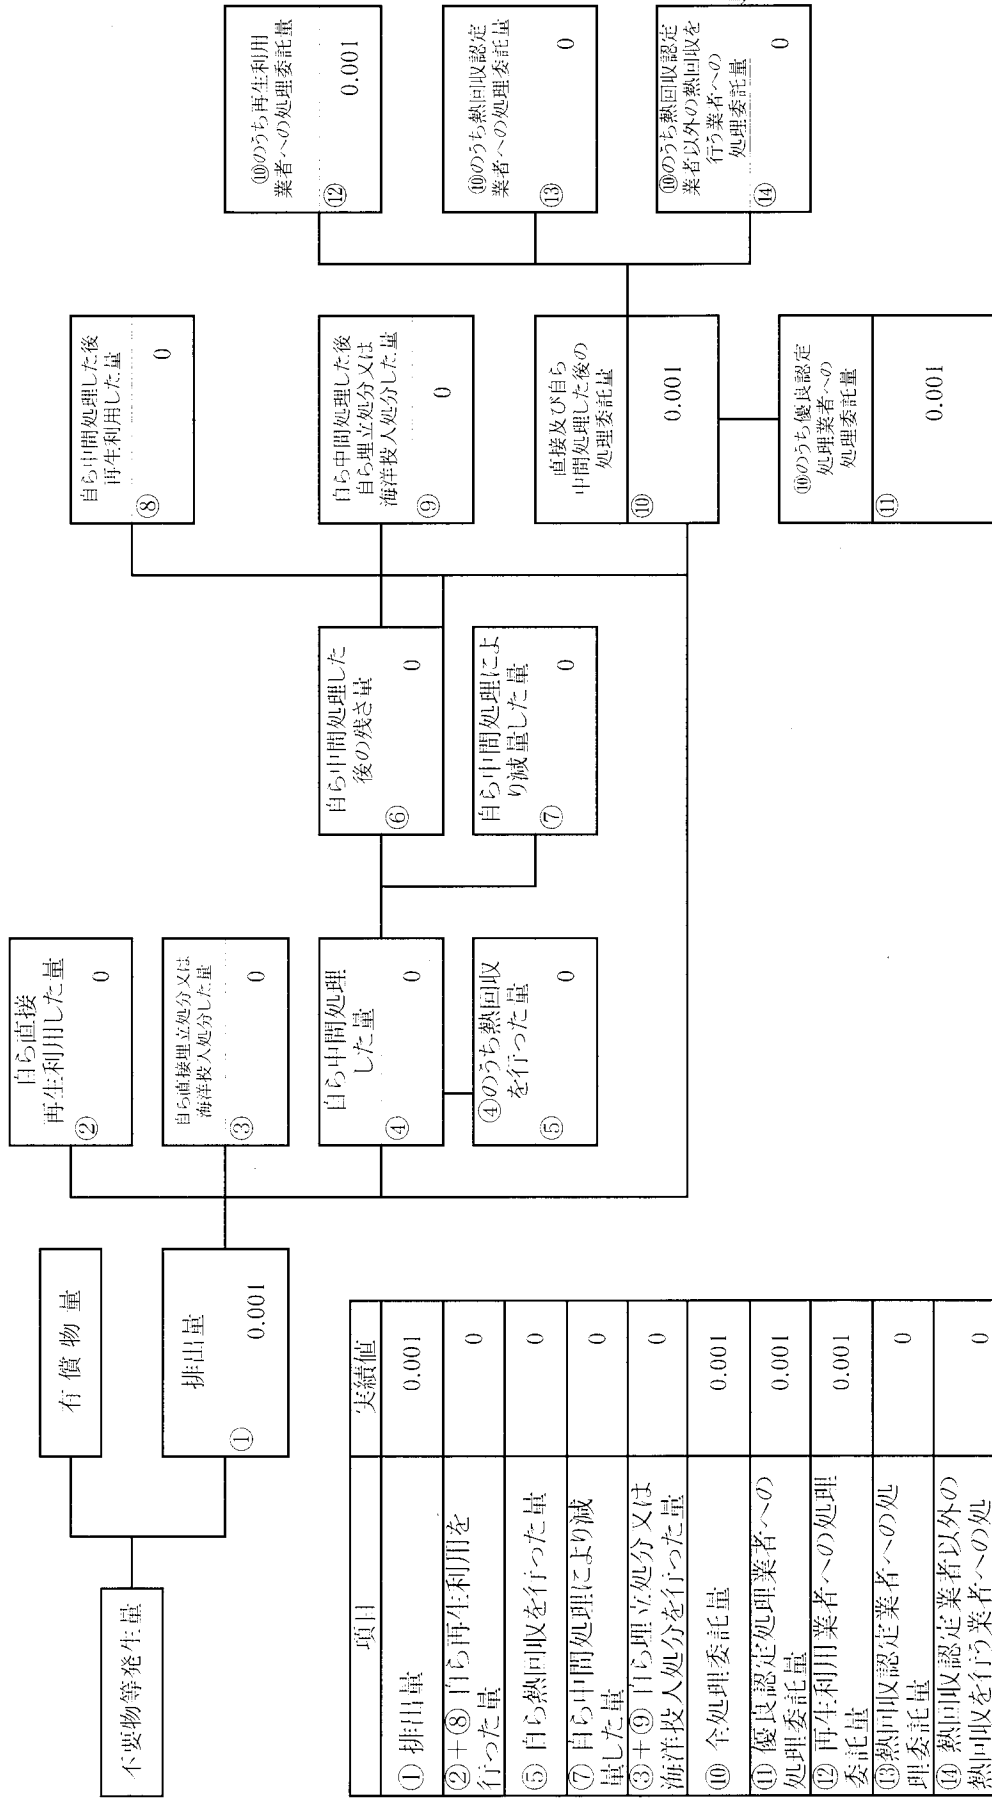 不要物等発生量
有償物量
排出量
①
0.001
自ら直接
再生利用した量
②
0
自ら直接埋立処分又は
海洋投入処分した量
③
0
自ら中間処理
した量
④
0
④のうち熱回収
を行った量
⑤
0
自ら中間処理した
後の残さ量
⑥
0
自ら中間処理によ
り減量した量
⑦
0
自ら中間処理した後
再生利用した量
⑧
0
自ら中間処理した後
自ら埋立処分又は
海洋投入処分した量
⑨
0
直接及び自ら
中間処理した後の
処理委託量
⑩
0.001
⑩のうち優良認定
処理業者への
処理委託量
⑪
0.001
⑩のうち再生利用
業者への処理委託量
⑫
0.001
⑩のうち熱回収認定
業者への処理委託量
⑬
0
⑩のうち熱回収認定
業者以外の熱回収を
行う業者への
処理委託量
⑭
0
項目 実績値
①排出量 0.001
②+⑧自ら再生利用を
行った量 0
⑤自ら熱回収を行った量 0
⑦自ら中間処理により減
量した量 0
③+⑨自ら埋立処分又は
海洋投入処分を行った量 0
⑩全処理委託量 0.001
⑪優良認定処理業者への
処理委託量 0.001
⑫再生利用業者への処理
委託量 0.001
⑬熱回収認定業者への処
理委託量 0
⑭熱回収認定業者以外の
熱回収を行う業者への処 0